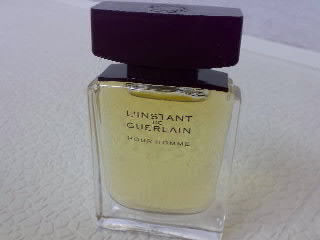 L'INSTANT
DE
GUERLAIN
POUR HOMME